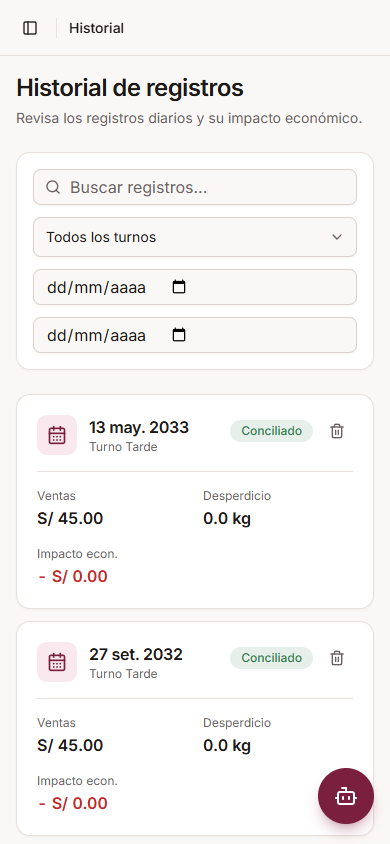 Historial
Historial de registros
Revisa los registros diarios y su impacto económico.
Buscar registros...
Todos los turnos
dd/mm/aaaa
dd/mm/aaaa
13 may. 2033
Conciliado
Turno Tarde
Ventas
Desperdicio
S/ 45.00
0.0 kg
Impacto econ.
- S/ 0.00
27 set. 2032
Conciliado
Turno Tarde
Ventas
Desperdicio
S/ 45.00
0.0 kg
Impacto econ.
- S/ 0.00